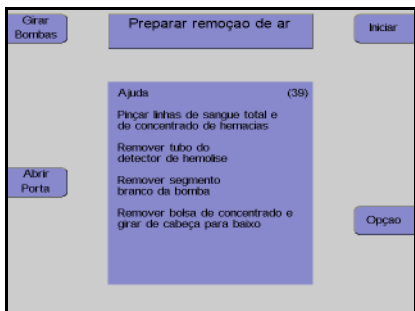 Girar
Bombas
Preparar remoçao de ar
Iniciar
Ajuda (39)
Pinçar linhas de sangue total e
de concentrado de hemacias
Remover tubo do
detector de hemolise
Remover segmento
branco da bomba
Remover bolsa de concentrado e
girar de cabeça para baixo
Abrir
Porta
Opçao